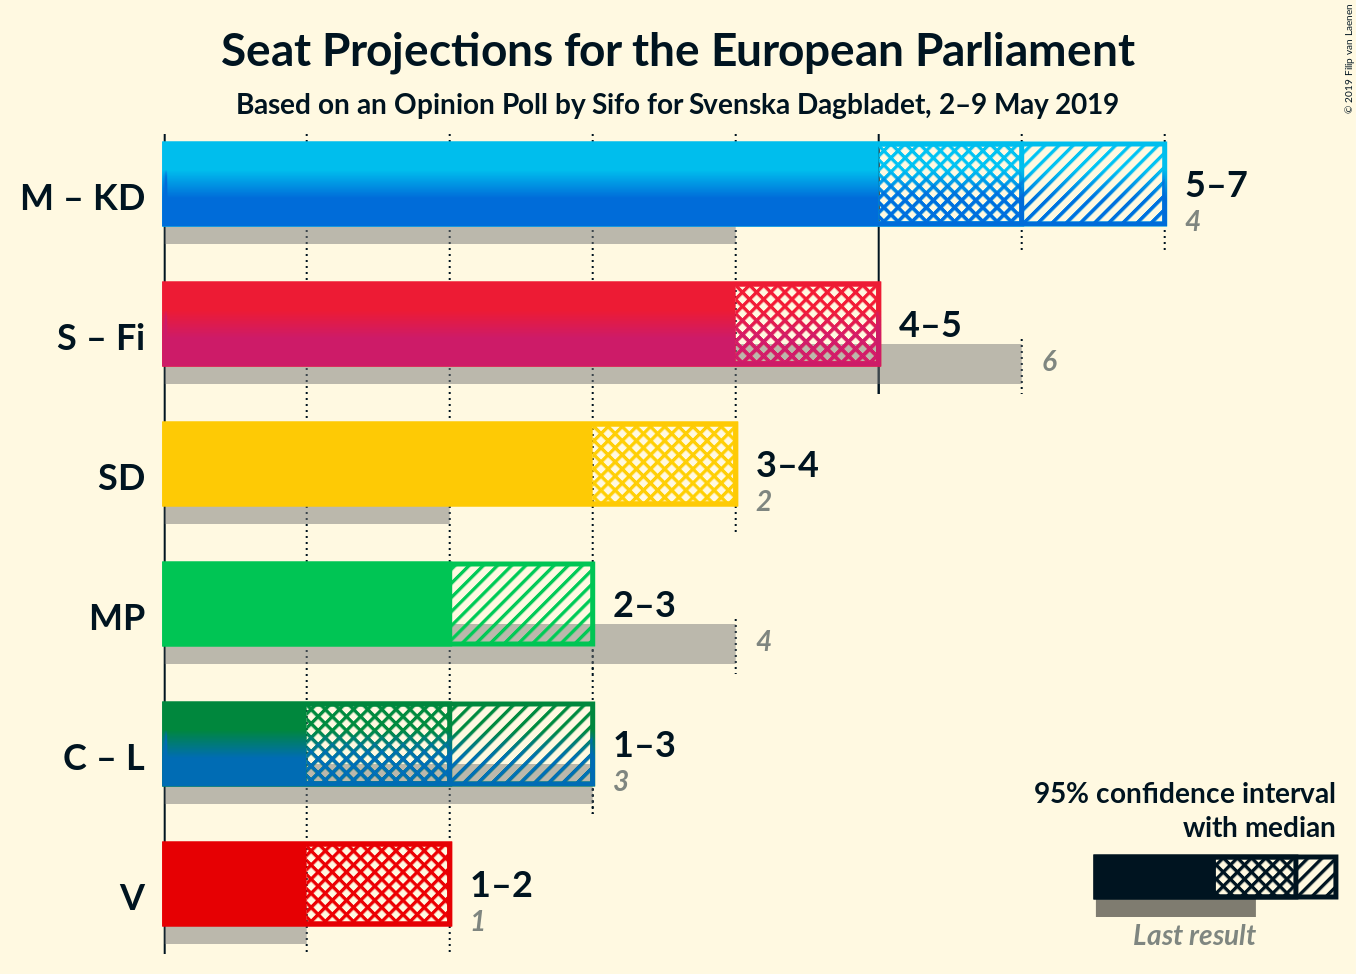 Seat Projections for the European Parliament
Based on an Opinion Poll by Sifo for Svenska Dagbladet, 2–9 May 2019
© 2019 Filip van Laenen
M – KD
5–7
4
S – Fi
4–5
6
SD
3–4
2
MP
2–3
4
C – L
1–3
3
V
1–2
1
95% confidence interval
with median
Last result